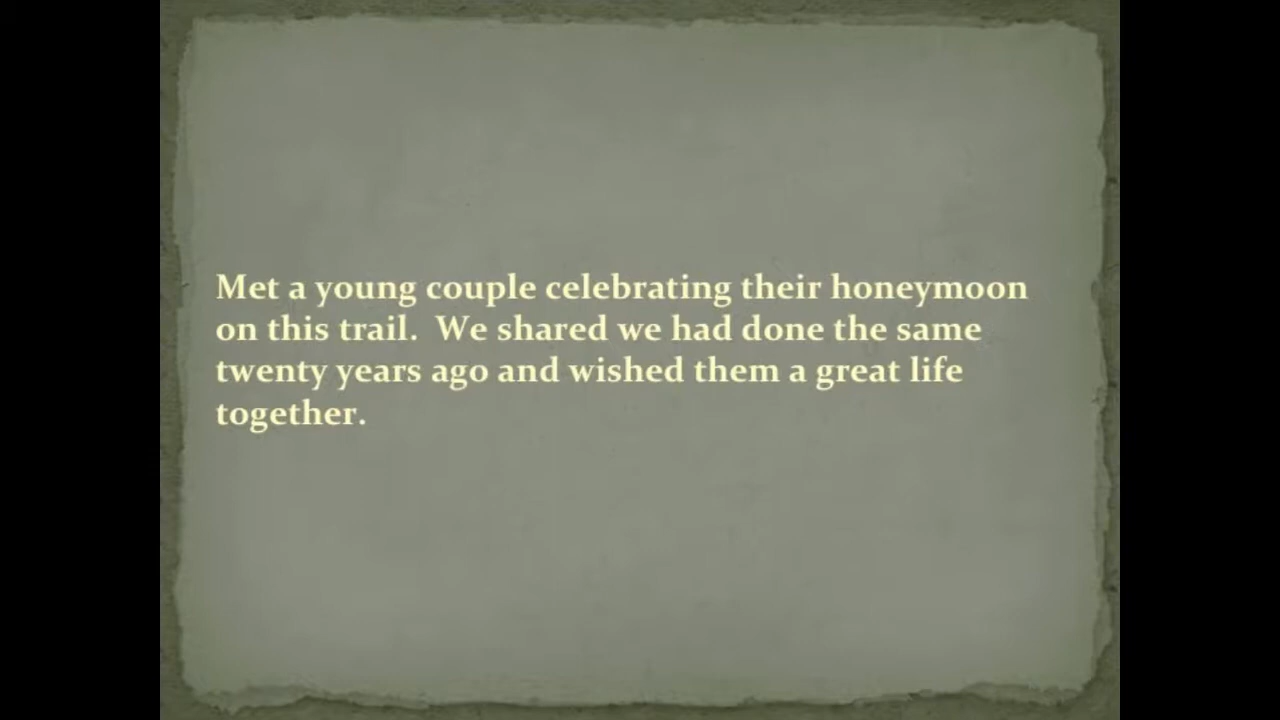 Met a young couple celebrating their honeymoon
on this trail.  We shared we had done the same
twenty years ago and wished them a great life
together.